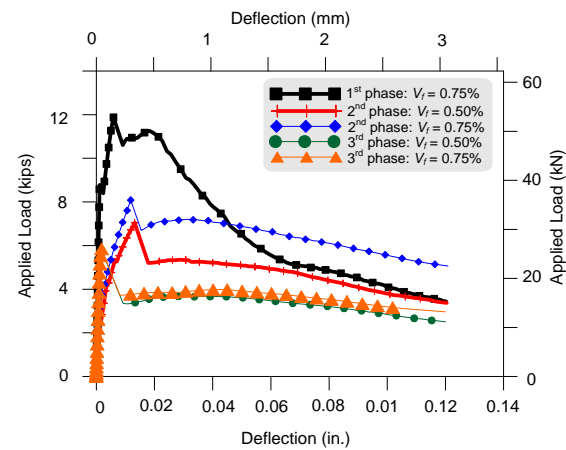 Deflection (mm)
0 1 2 3
12 8 4 0
Applied Load (kips)
60 40 20 0
Applied Load (kN)
1st phase: Vf = 0.75%
2nd phase: Vf = 0.50%
2nd phase: Vf = 0.75%
3rd phase: Vf = 0.50%
3rd phase: Vf = 0.75%
0 0.02 0.04 0.06 0.08 0.10 0.12 0.14
Deflection (in.)